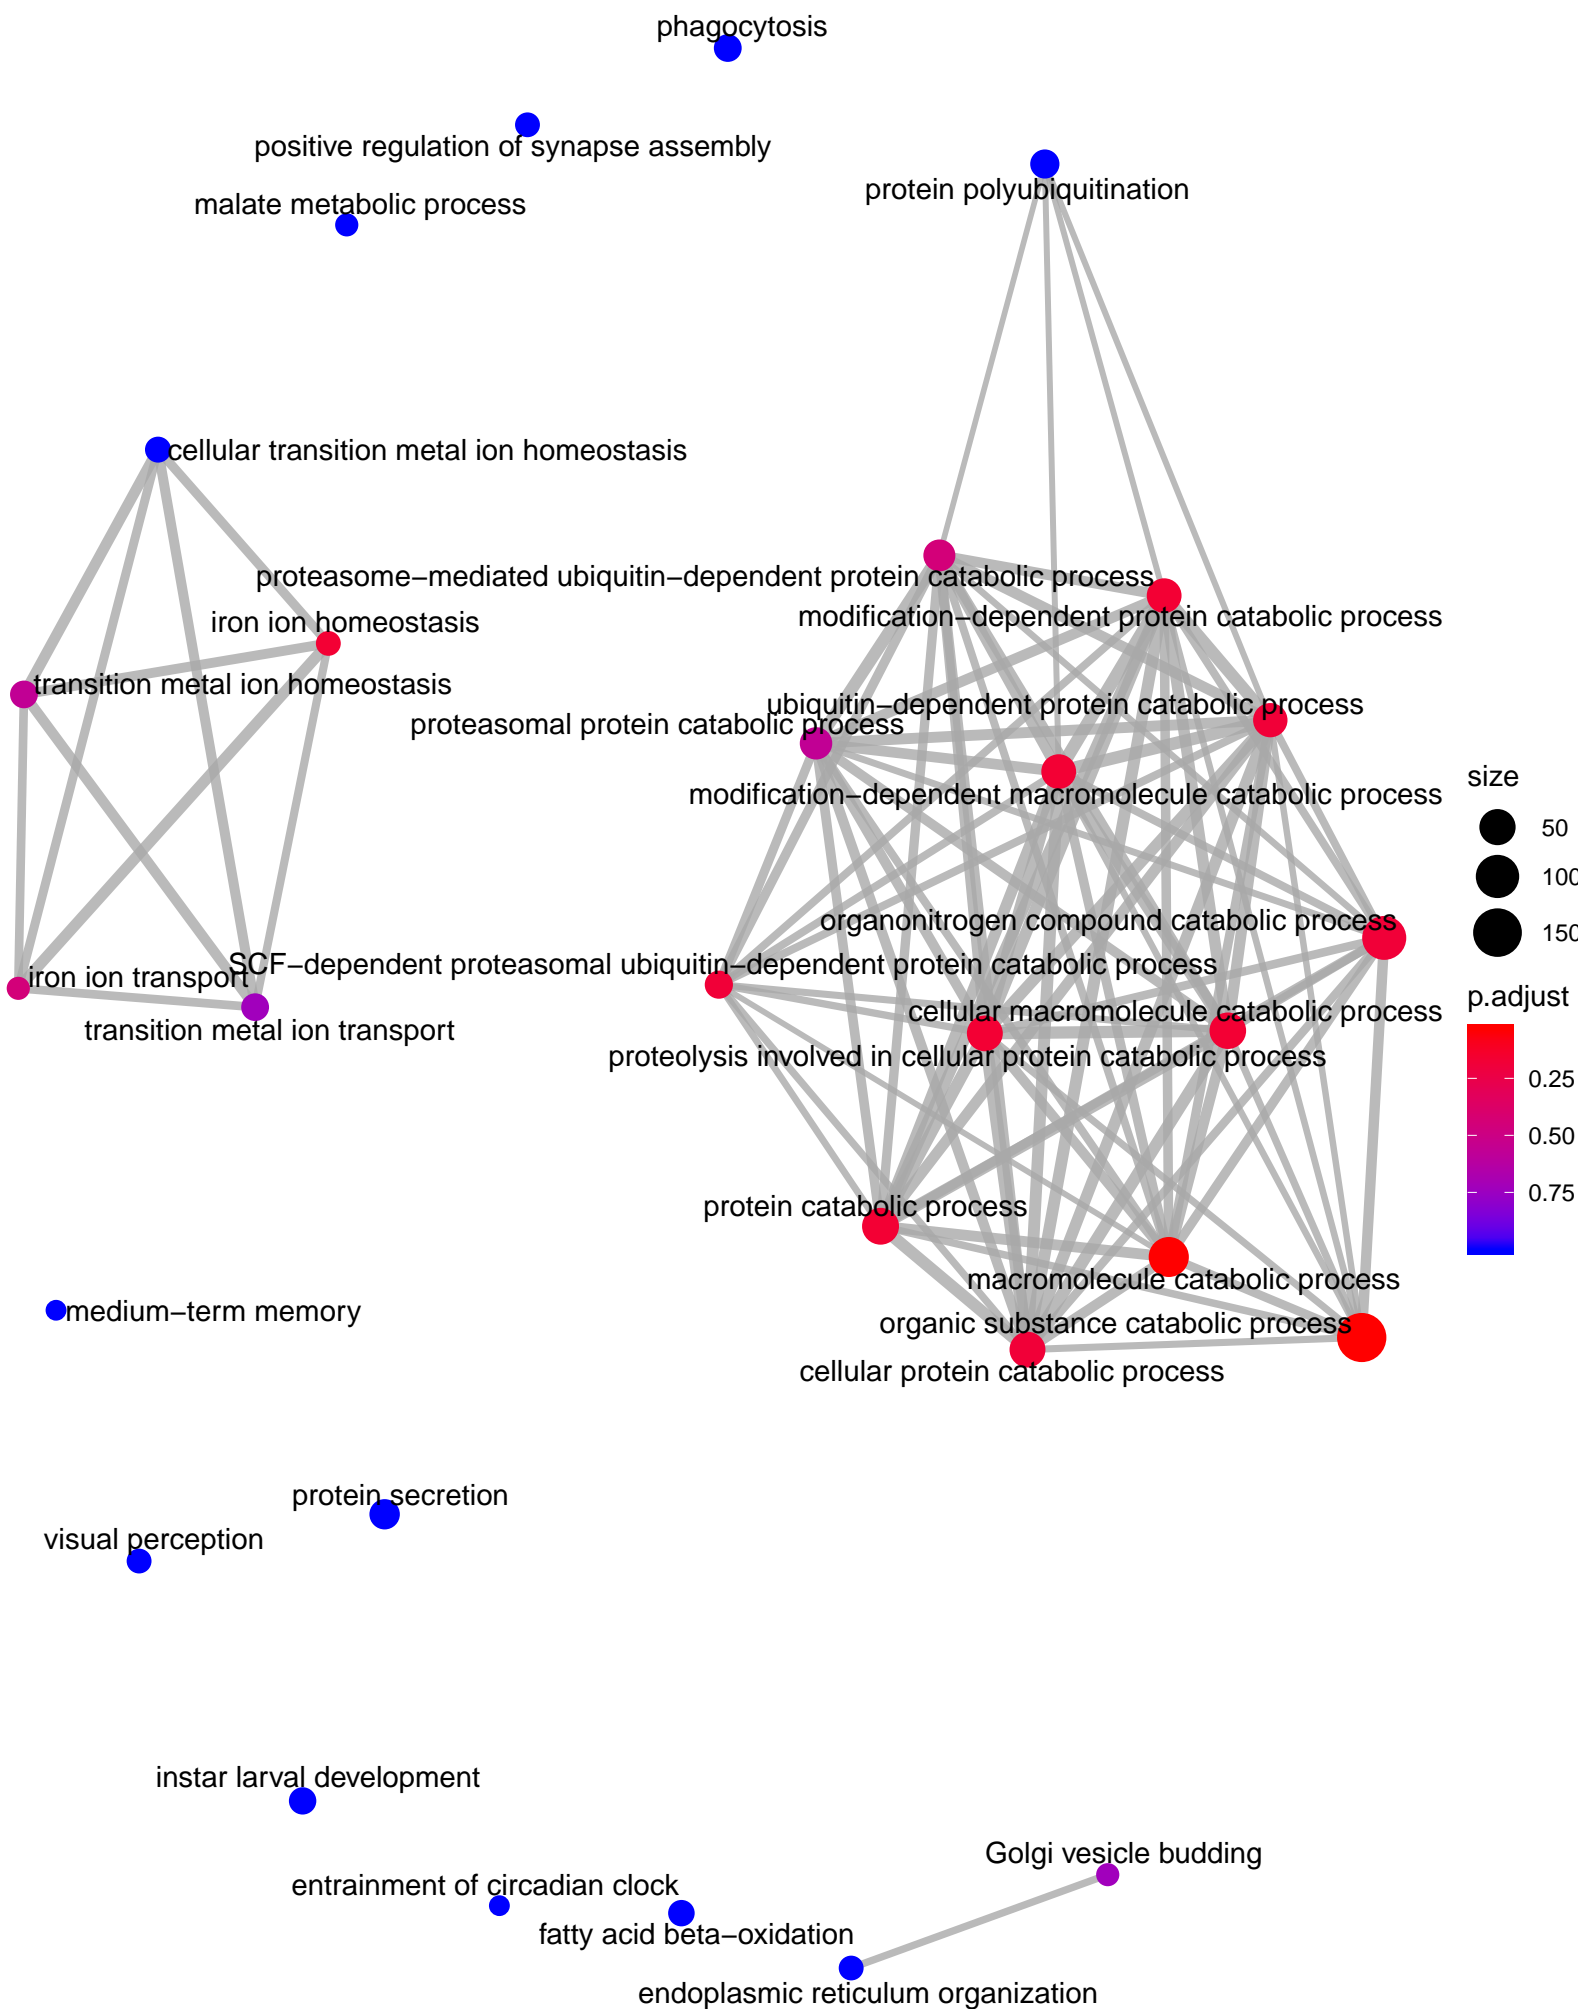 phagocytosis
positive regulation of synapse assembly
protein polyubiquitination
malate metabolic process
cellular transition metal ion homeostasis
proteasome−mediated ubiquitin−dependent protein catabolic process
modification−dependent protein catabolic process
iron ion homeostasis
transition metal ion homeostasis
ubiquitin−dependent protein catabolic process
proteasomal protein catabolic process
modification−dependent macromolecule catabolic process
size
50
100
150
organonitrogen compound catabolic process
SCF−dependent proteasomal ubiquitin−dependent protein catabolic process
iron ion transport
p.adjust
cellular macromolecule catabolic process
transition metal ion transport
proteolysis involved in cellular protein catabolic process
0.25
0.50
0.75
protein catabolic process
macromolecule catabolic process
medium−term memory
organic substance catabolic process
cellular protein catabolic process
protein secretion
visual perception
instar larval development
Golgi vesicle budding
entrainment of circadian clock
fatty acid beta−oxidation
endoplasmic reticulum organization